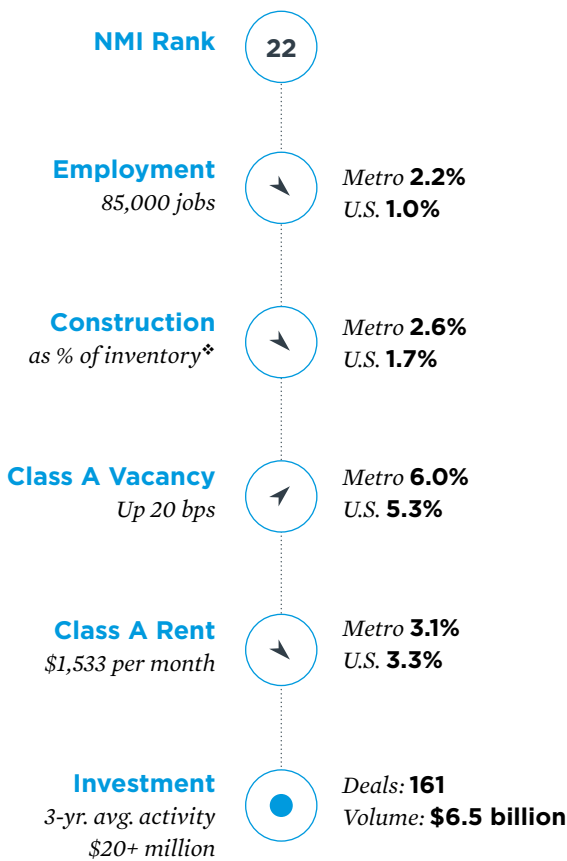 NMI Rank
22
Employment
85,000 jobs
Metro 2.2%
U.S. 1.0%
Construction
as % of inventory❖
Metro 2.6%
U.S. 1.7%
Class A Vacancy
Up 20 bps
Metro 6.0%
U.S. 5.3%
Class A Rent
$1,533 per month
Metro 3.1%
U.S. 3.3%
Investment
3-yr. avg. activity
$20+ million
Deals: 161
Volume: $6.5 billion